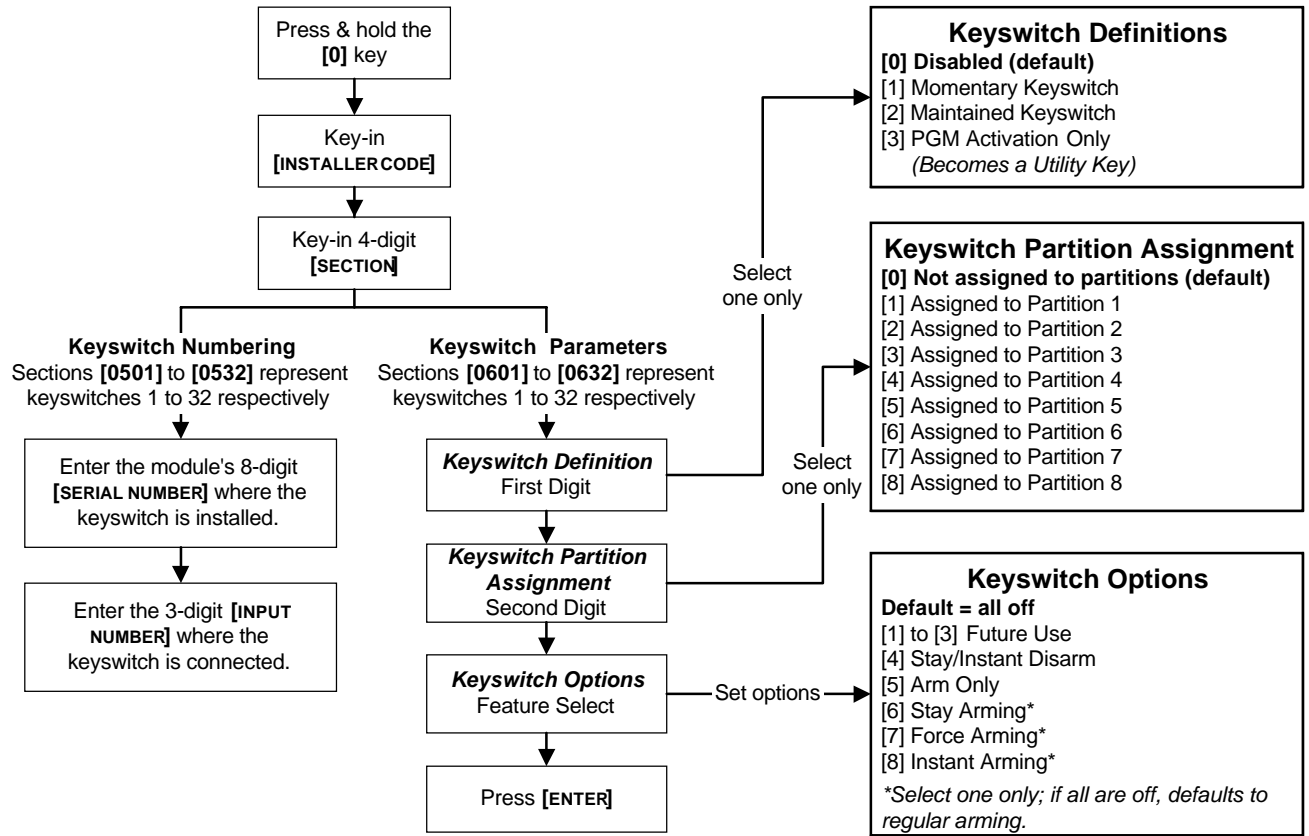 Press & hold the
[0] key
Key-in
[INSTALLER CODE]
Key-in 4-digit
[SECTION]
Keyswitch Numbering
Sections [0501] to [0532] represent
keyswitches 1 to 32 respectively
Enter the module's 8-digit
[SERIAL NUMBER] where the
keyswitch is installed.
Enter the 3-digit [INPUT
NUMBER] where the
keyswitch is connected.
Keyswitch Parameters
Sections [0601] to [0632] represent
keyswitches 1 to 32 respectively
Keyswitch Definition
First Digit
Keyswitch Partition
Assignment
Second Digit
Keyswitch Options
Feature Select
Press [ENTER]
Select
one only
Select
one only
Set options
Keyswitch Definitions
[0] Disabled (default)
[1] Momentary Keyswitch
[2] Maintained Keyswitch
[3] PGM Activation Only
(Becomes a Utility Key)
Keyswitch Partition Assignment
[0] Not assigned to partitions (default)
[1] Assigned to Partition 1
[2] Assigned to Partition 2
[3] Assigned to Partition 3
[4] Assigned to Partition 4
[5] Assigned to Partition 5
[6] Assigned to Partition 6
[7] Assigned to Partition 7
[8] Assigned to Partition 8
Keyswitch Options
Default = all off
[1] to [3] Future Use
[4] Stay/Instant Disarm
[5] Arm Only
[6] Stay Arming*
[7] Force Arming*
[8] Instant Arming*
*Select one only; if all are off, defaults to
regular arming.